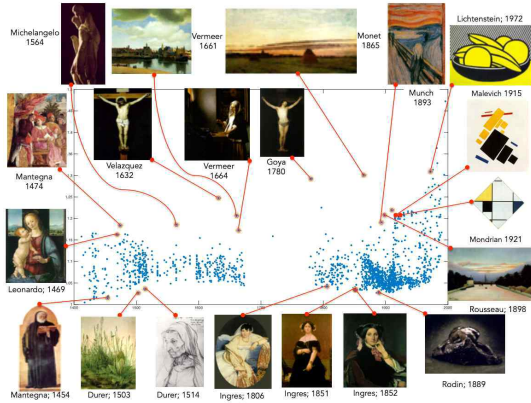 Michelangelo
1564
Vermeer
1661
Monet
1865
Munch
1893
Lichtenstein; 1972
Malevich 1915
Mantegna
1474
Velazquez
1632
Vermeer
1664
Goya
1780
Mondrian 1921
Leonardo; 1469
Rousseau; 1898
Mantegna; 1454
Durer; 1503
Durer; 1514
Ingres; 1806
Ingres; 1851
Ingres; 1852
Rodin; 1889